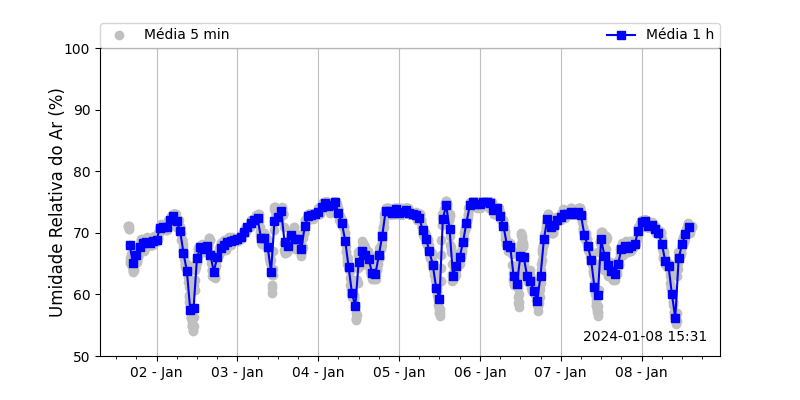 Média 5 min
Média 1 h
100
90
80
70
60
50
Umidade Relativa do Ar (%)
2024-01-08 15:31
02 - Jan
03 - Jan
04 - Jan
05 - Jan
06 - Jan
07 - Jan
08 - Jan